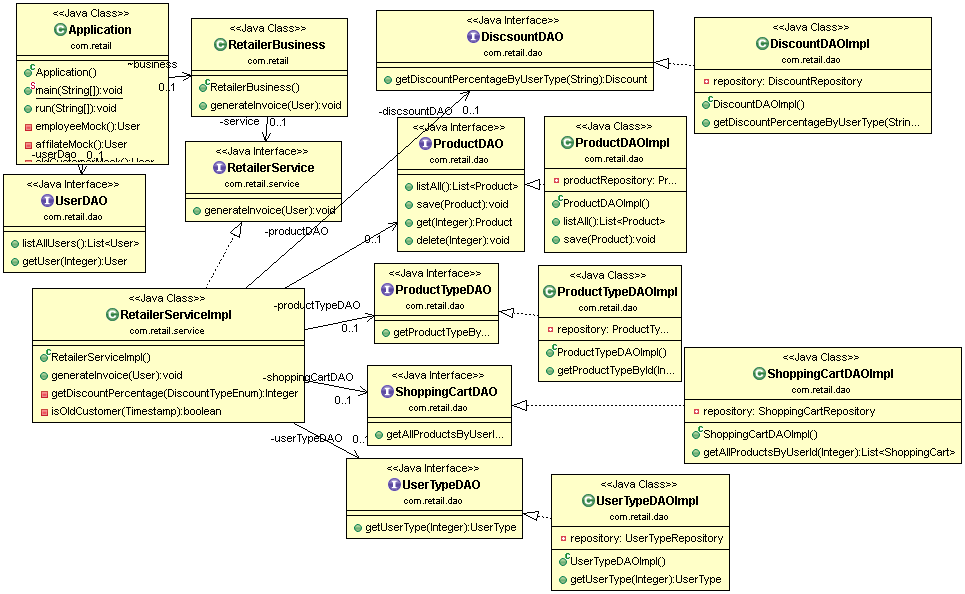 <<Java Class>>
Application
com.retail
Application()
main(String[]):void
run(String[]):void
employeeMock():User
affilateMock():User
~business
0..1
<<Java Class>>
RetailerBusiness
com.retail
RetailerBusiness()
generateInvoice(User):void
-service
0..1
<<Java Interface>>
DiscsountDAO
com.retail.dao
getDiscountPercentageByUserType(String):Discount
<<Java Class>>
DiscountDAOImpl
com.retail.dao
repository: DiscountRepository
DiscountDAOImpl()
getDiscountPercentageByUserType(Strin...
-userDao
0..1
<<Java Interface>>
UserDAO
com.retail.dao
listAllUsers():List<User>
getUser(Integer):User
<<Java Interface>>
RetailerService
com.retail.service
generateInvoice(User):void
-discsountDAO
0..1
<<Java Interface>>
ProductDAO
com.retail.dao
listAll():List<Product>
save(Product):void
get(Integer):Product
delete(Integer):void
<<Java Class>>
ProductDAOImpl
com.retail.dao
productRepository: Pr...
ProductDAOImpl()
listAll():List<Product>
save(Product):void
-productDAO
0..1
<<Java Class>>
RetailerServiceImpl
com.retail.service
RetailerServiceImpl()
generateInvoice(User):void
getDiscountPercentage(DiscountTypeEnum):Integer
isOldCustomer(Timestamp):boolean
-productTypeDAO
0..1
<<Java Interface>>
ProductTypeDAO
com.retail.dao
getProductTypeBy...
<<Java Class>>
ProductTypeDAOImpl
com.retail.dao
repository: ProductTy...
ProductTypeDAOImpl()
getProductTypeById(In...
-shoppingCartDAO
0..1
<<Java Interface>>
ShoppingCartDAO
com.retail.dao
getAllProductsByUserI...
<<Java Class>>
ShoppingCartDAOImpl
com.retail.dao
repository: ShoppingCartRepository
ShoppingCartDAOImpl()
getAllProductsByUserId(Integer):List<ShoppingCart>
-userTypeDAO
0..
<<Java Interface>>
UserTypeDAO
com.retail.dao
getUserType(Integer):UserType
<<Java Class>>
UserTypeDAOImpl
com.retail.dao
repository: UserTypeRepository
UserTypeDAOImpl()
getUserType(Integer):UserType